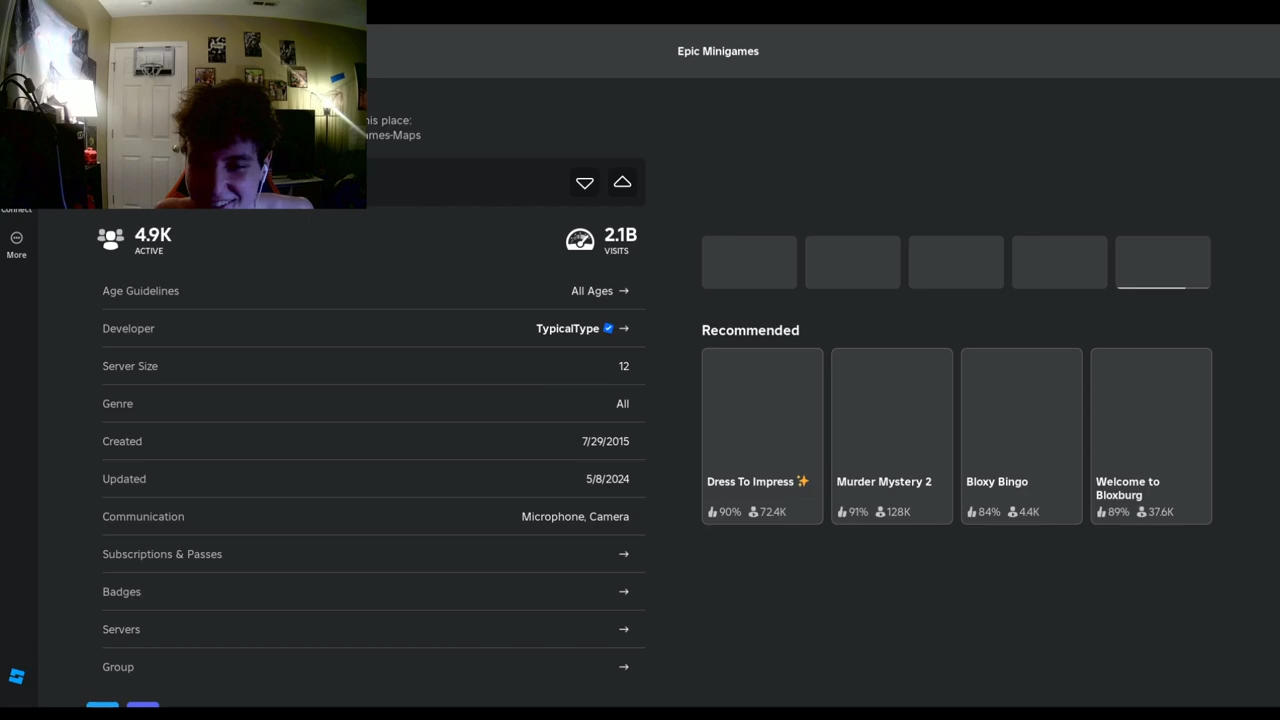 Epic Minigames
his place:
ames-Maps
Connect
More
4.9K
ACTIVE
2.1B
VISITS
Age Guidelines
All Ages →
Developer
TypicalType →
Server Size
12
Genre
All
Created
7/29/2015
Updated
5/8/2024
Communication
Microphone, Camera
Subscriptions & Passes →
Badges →
Servers →
Group →
Recommended
Dress To Impress ✨
90% 72.4K
Murder Mystery 2
91% 128K
Bloxy Bingo
84% 4.4K
Welcome to
Bloxburg
89% 37.6K